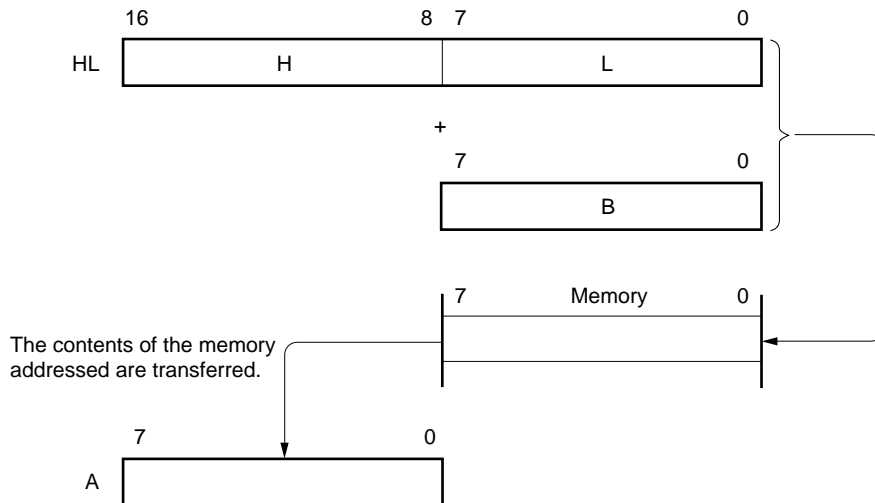 16 8 7 0
HL H L
+
7 0
B
7 Memory 0
The contents of the memory
addressed are transferred.
7 0
A